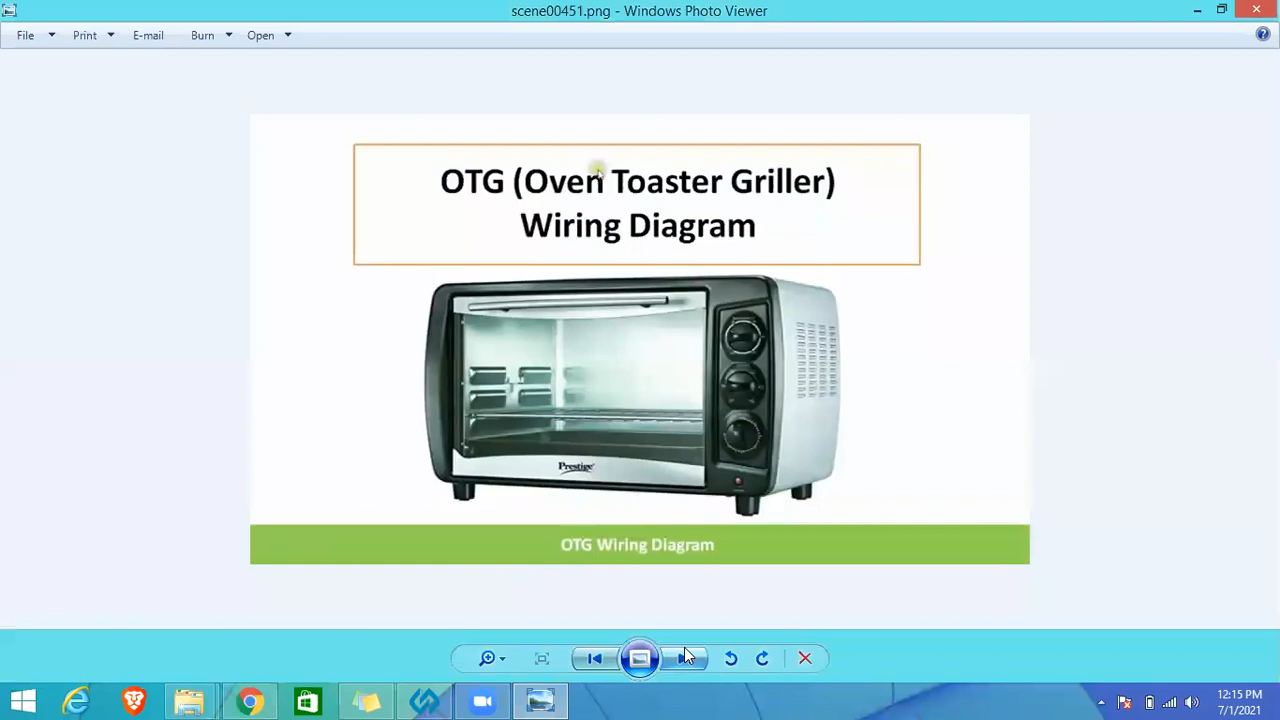 scene00451.png - Windows Photo Viewer
File Print E-mail Burn Open
OTG (Oven Toaster Griller)
Wiring Diagram
Prestige
OTG Wiring Diagram
12:15 PM
7/1/2021